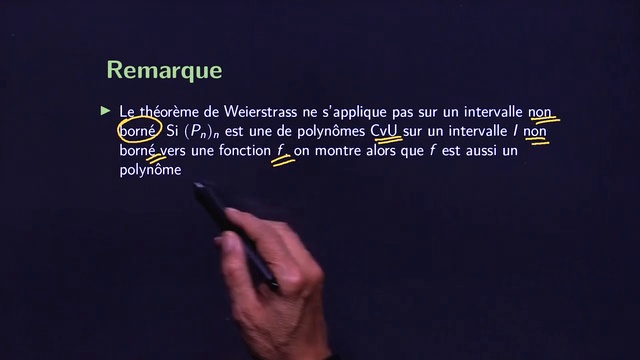 Remarque
Le théorème de Weierstrass ne s'applique pas sur un intervalle non
borné. Si (Pn)n est une de polynômes CvU sur un intervalle I non
borné vers une fonction f, on montre alors que f est aussi un
polynôme